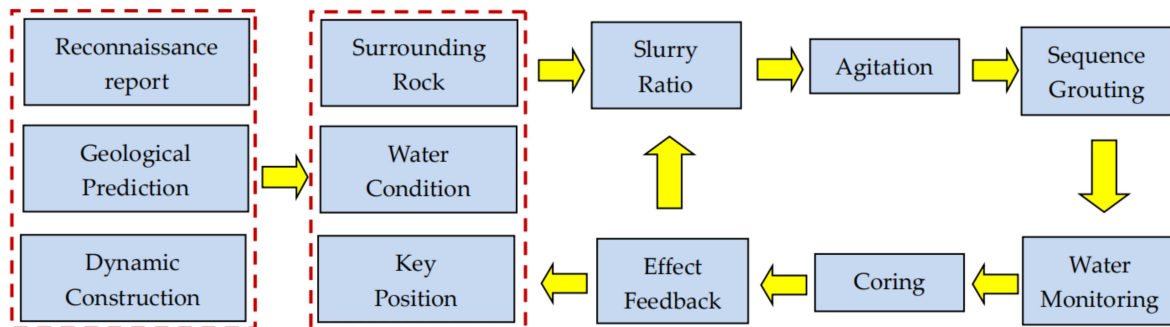 Reconnaissance
report
Geological
Prediction
Dynamic
Construction
Surrounding
Rock
Water
Condition
Key
Position
Slurry
Ratio
Agitation
Sequence
Grouting
Water
Monitoring
Coring
Effect
Feedback